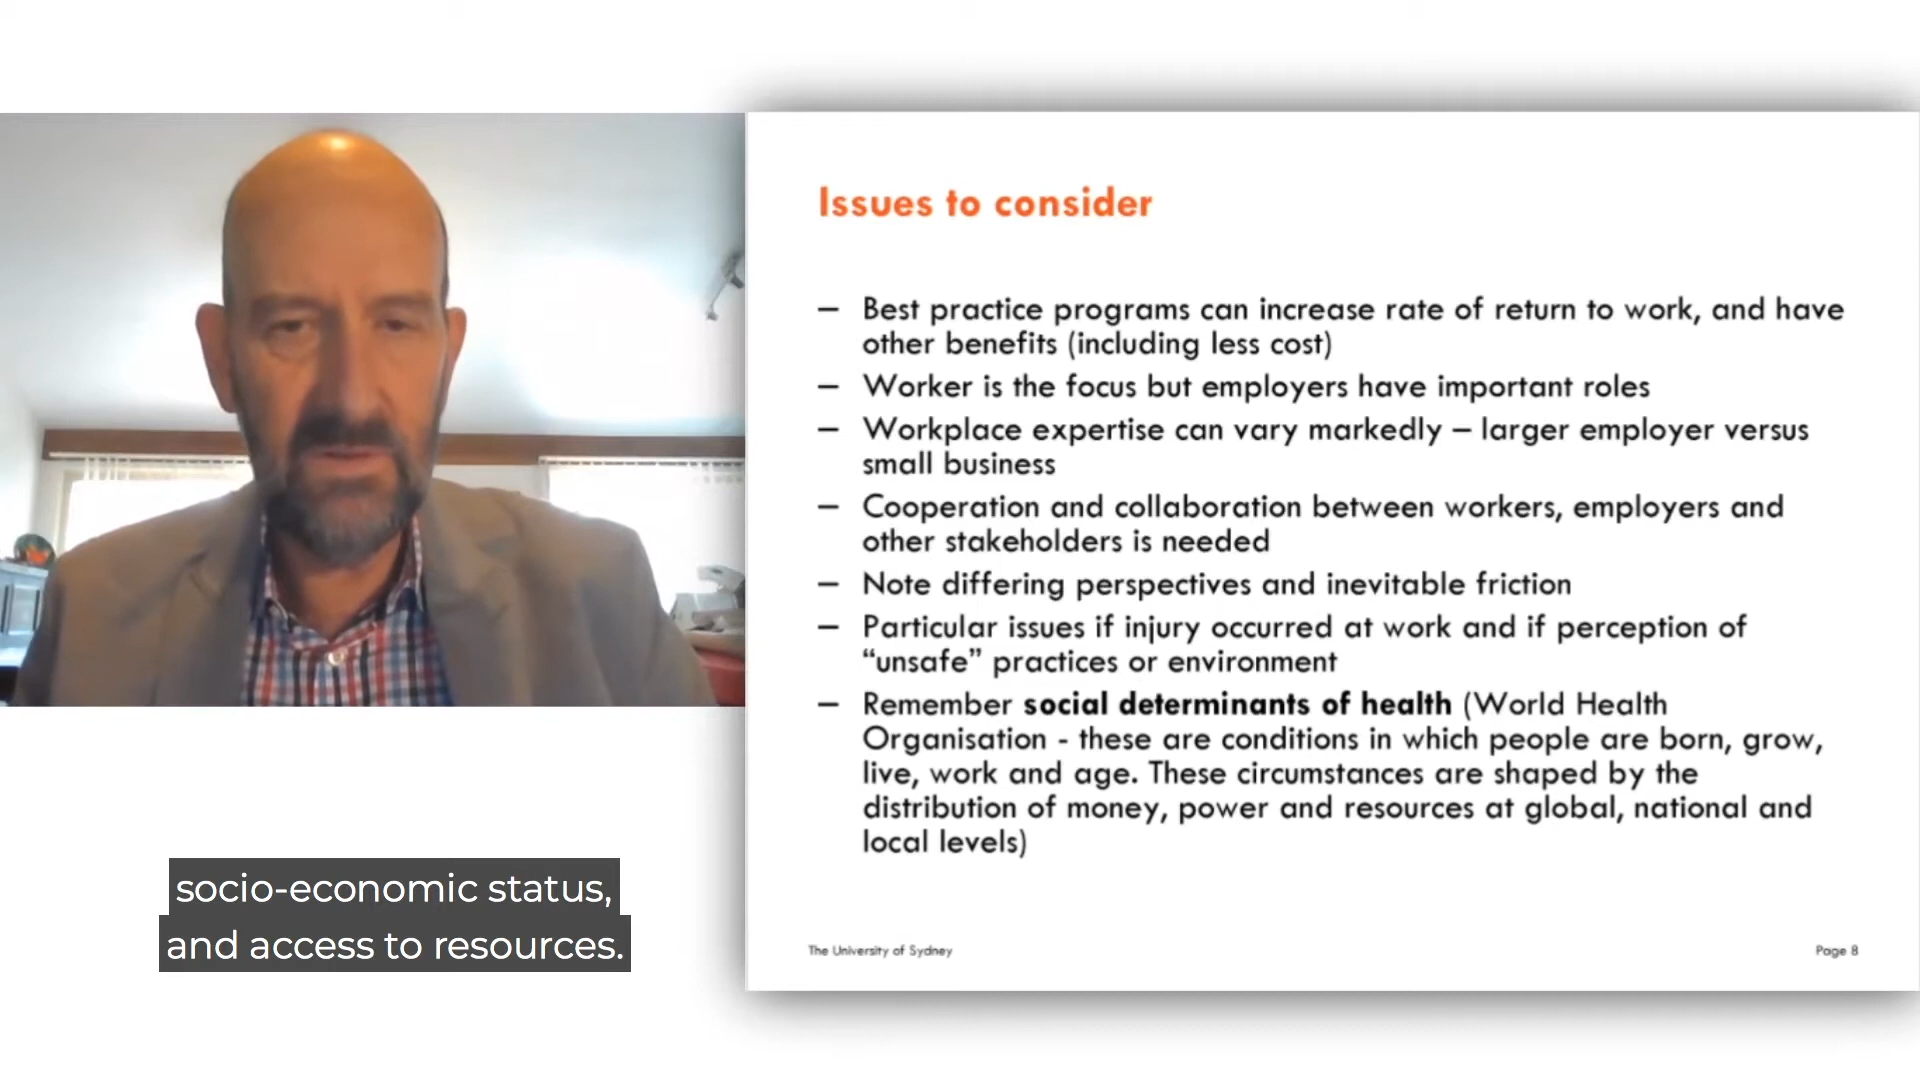 Issues to consider
– Best practice programs can increase rate of return to work, and have
other benefits (including less cost)
– Worker is the focus but employers have important roles
– Workplace expertise can vary markedly – larger employer versus
small business
– Cooperation and collaboration between workers, employers and
other stakeholders is needed
– Note differing perspectives and inevitable friction
– Particular issues if injury occurred at work and if perception of
“unsafe” practices or environment
– Remember social determinants of health (World Health
Organisation - these are conditions in which people are born, grow,
live, work and age. These circumstances are shaped by the
distribution of money, power and resources at global, national and
local levels)
The University of Sydney
Page 8
socio-economic status,
and access to resources.